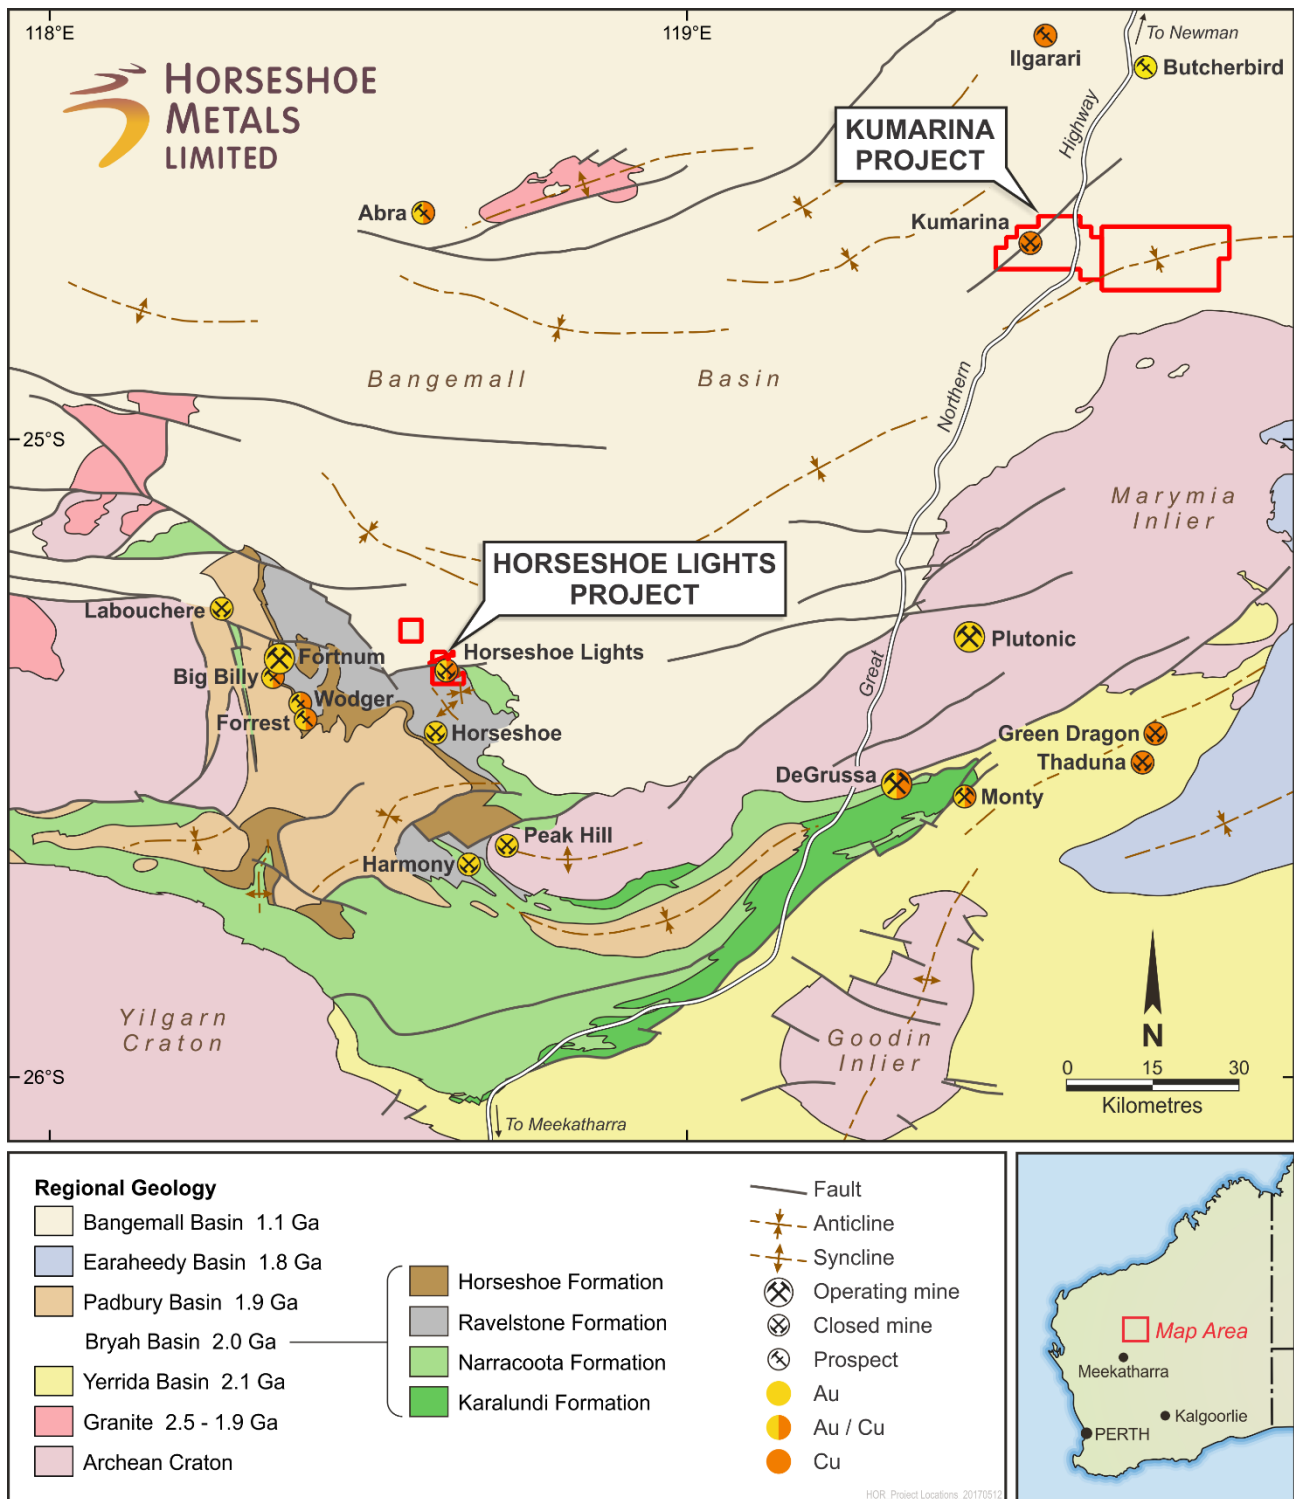 118°E
119°E
To Newman
Ilgarari
Butcherbird
HORSESHOE
METALS
LIMITED
Highway
KUMARINA
PROJECT
Abra
Kumarina
Bangemall Basin
Northern
25°S
Marymia
Inlier
HORSESHOE LIGHTS
PROJECT
Labouchere
Fortnum
Horseshoe Lights
Plutonic
Big Billy
Wodger
Great
Forrest
Horseshoe
Green Dragon
Thaduna
DeGrussa
Monty
Peak Hill
Harmony
Yilgarn
Craton
Goodin
Inlier
N
26°S
0 15 30
Kilometres
To Meekatharra
Regional Geology
Bangemall Basin 1.1 Ga
Earaheedy Basin 1.8 Ga
Padbury Basin 1.9 Ga
Bryah Basin 2.0 Ga
Yerrida Basin 2.1 Ga
Granite 2.5 - 1.9 Ga
Archean Craton
Horseshoe Formation
Ravelstone Formation
Narracoota Formation
Karalundi Formation
Fault
Anticline
Syncline
Operating mine
Closed mine
Prospect
Au
Au / Cu
Cu
HOR Project Locations 20170512
Map Area
Meekatharra
Kalgoorlie
PERTH